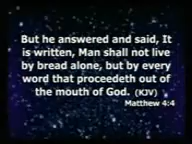 But he answered and said, It
is written, Man shall not live
by bread alone, but by every
word that proceedeth out of
the mouth of God. (KJV)
Matthew 4:4